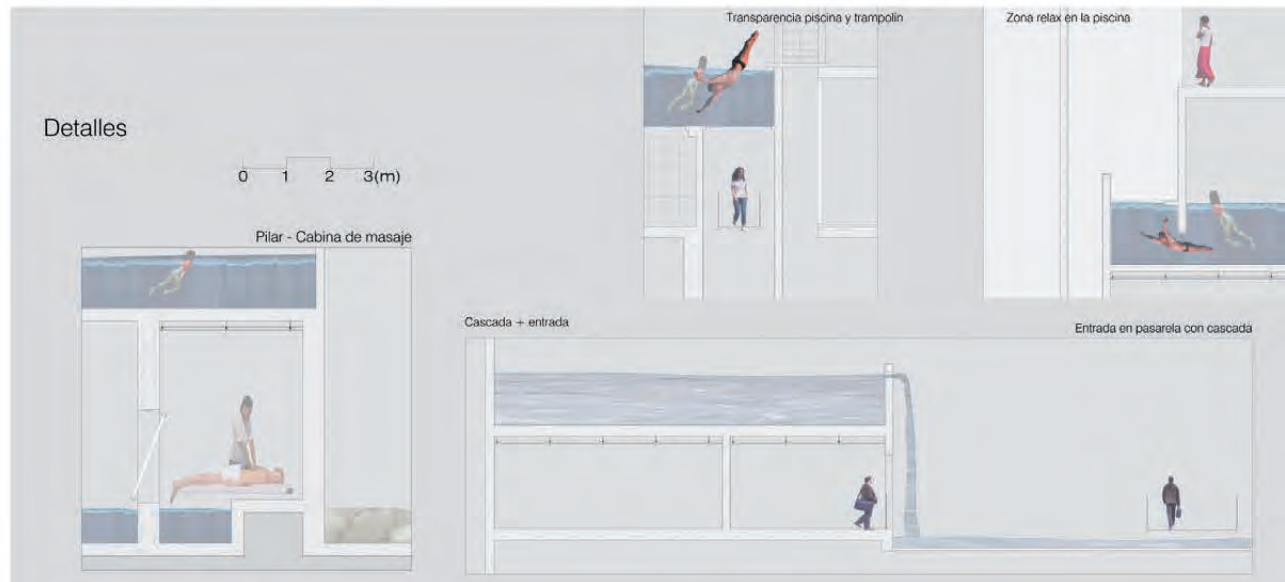 Transparencia piscina y trampolín
Zona relax en la piscina
Detalles
0 1 2 3(m)
Pilar - Cabina de masaje
Cascada + entrada
Entrada en pasarela con cascada